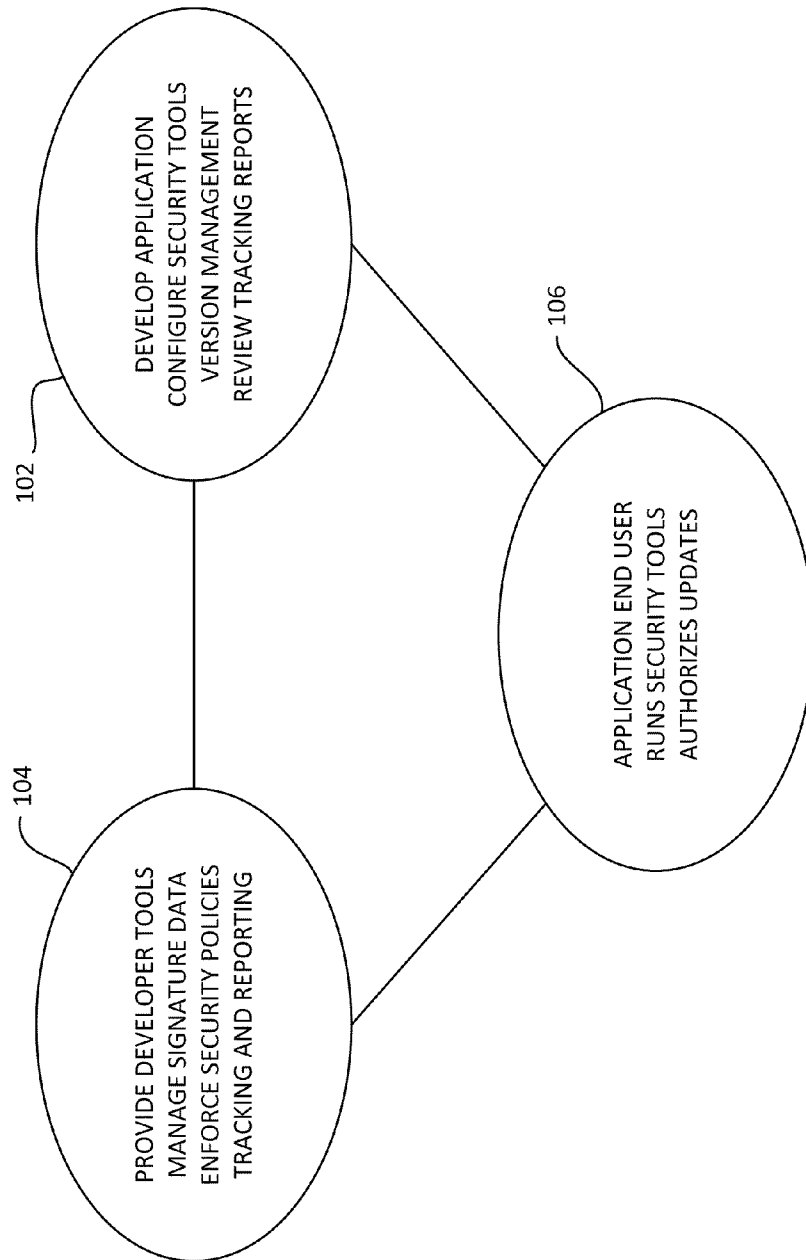 104
PROVIDE DEVELOPER TOOLS
MANAGE SIGNATURE DATA
ENFORCE SECURITY POLICIES
TRACKING AND REPORTING
102
DEVELOP APPLICATION
CONFIGURE SECURITY TOOLS
VERSION MANAGEMENT
REVIEW TRACKING REPORTS
106
APPLICATION END USER
RUNS SECURITY TOOLS
AUTHORIZES UPDATES